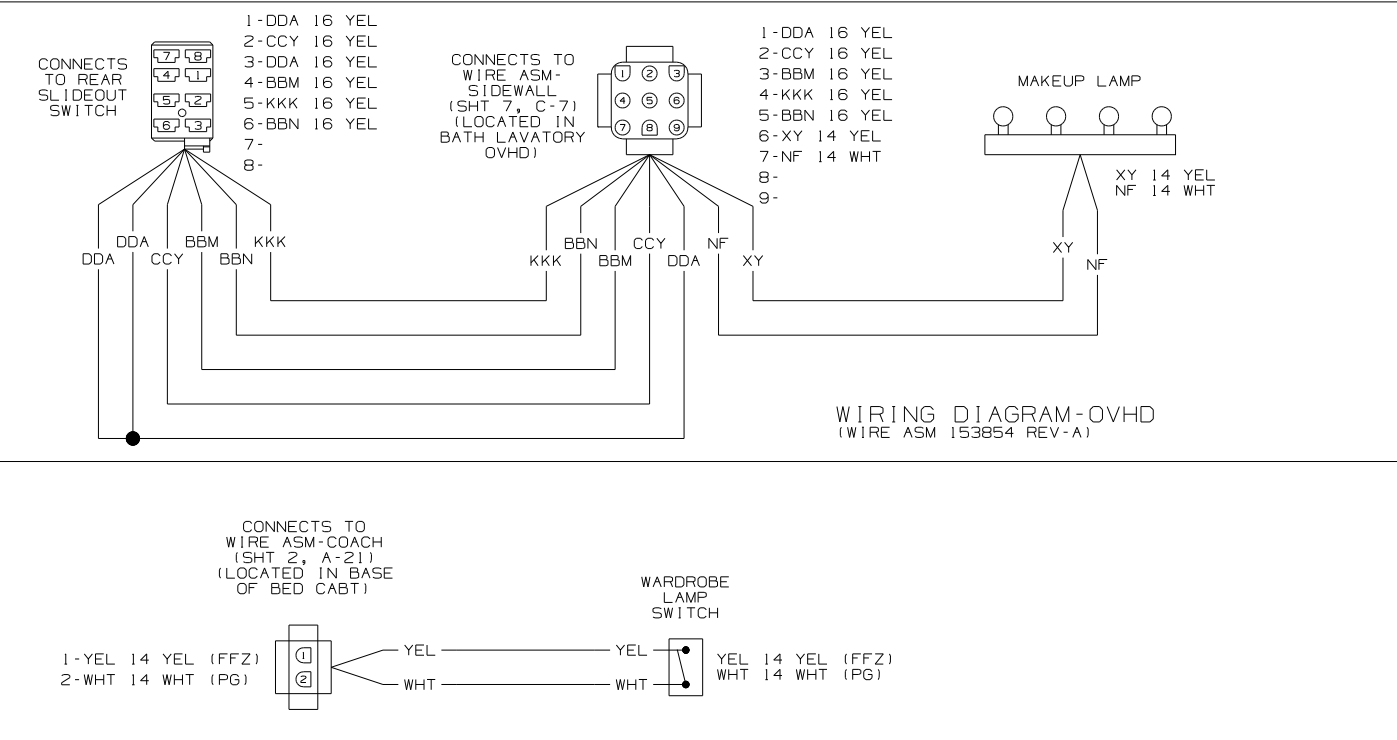 CONNECTS
TO REAR
SLIDEOUT
SWITCH
7 8
4 1
5 2
6 3
1-DDA 16 YEL
2-CCY 16 YEL
3-DDA 16 YEL
4-BBM 16 YEL
5-KKK 16 YEL
6-BBN 16 YEL
7-
8-
CONNECTS TO
WIRE ASM-
SIDEWALL
(SHT 7, C-7)
(LOCATED IN
BATH LAVATORY
OVHD)
1 2 3
4 5 6
7 8 9
1-DDA 16 YEL
2-CCY 16 YEL
3-BBM 16 YEL
4-KKK 16 YEL
5-BBN 16 YEL
6-XY 14 YEL
7-NF 14 WHT
8-
9-
MAKEUP LAMP
XY 14 YEL
NF 14 WHT
DDA
DDA
CCY
BBM
BBN
KKK
KKK
BBN
BBM
CCY
DDA
NF
XY
XY
NF
WIRING DIAGRAM-OVHD
(WIRE ASM 153854 REV-A)
CONNECTS TO
WIRE ASM-COACH
(SHT 2, A-21)
(LOCATED IN BASE
OF BED CABT)
1-YEL 14 YEL (FFZ)
2-WHT 14 WHT (PG)
1
2
YEL
YEL
WHT
WHT
WARDROBE
LAMP
SWITCH
YEL 14 YEL (FFZ)
WHT 14 WHT (PG)